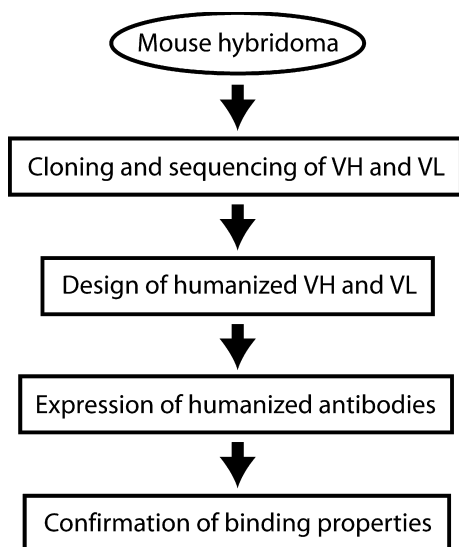 Mouse hybridoma
Cloning and sequencing of VH and VL
Design of humanized VH and VL
Expression of humanized antibodies
Confirmation of binding properties